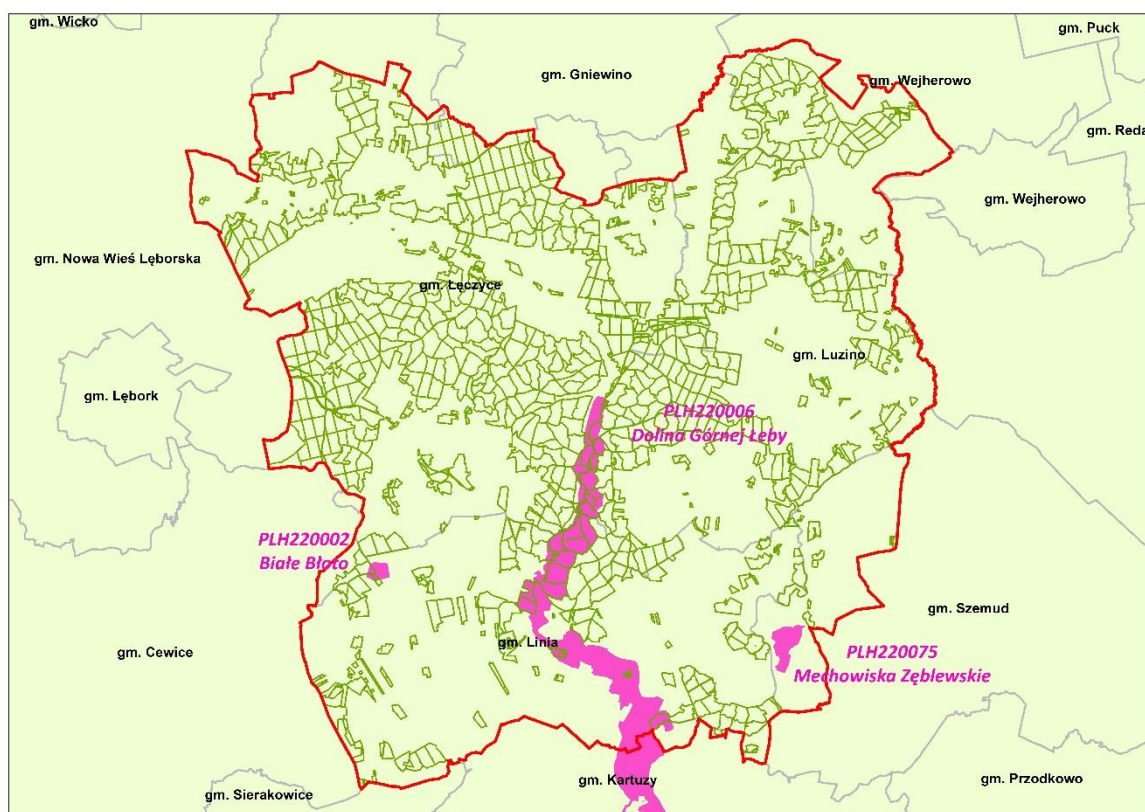 gm. Wicko
gm. Puck
gm. Gniewino
gm. Wejherowo
gm. Reda
gm. Wejherowo
gm. Nowa Wieś Lęborska
gm. Łęczyce
gm. Luzino
gm. Lębork
PLH220006
Dolina Górnej Łeby
PLH220002
Białe Błoto
gm. Szemud
gm. Linia
gm. Cewice
PLH220075
Mechowiska Zęblewskie
gm. Kartuzy
gm. Przodkowo
gm. Sierakowice